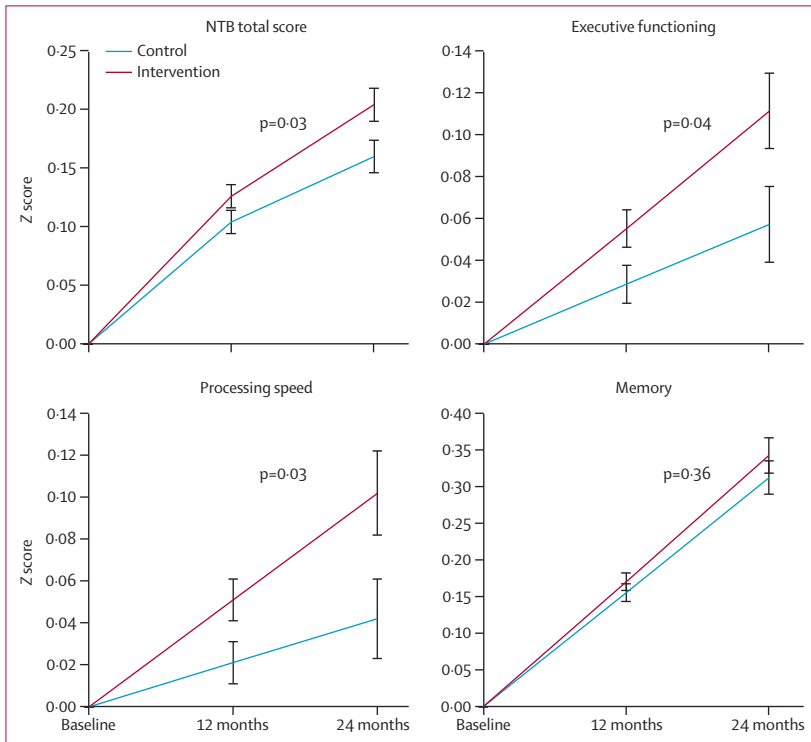 NTB total score
Control
Intervention
0·25
0·20
0·15
0·10
0·05
0·00
Z score
p=0·03
Executive functioning
0·14
0·12
0·10
0·08
0·06
0·04
0·02
0·00
p=0·04
Processing speed
0·14
0·12
0·10
0·08
0·06
0·04
0·02
0·00
Z score
p=0·03
Baseline
12 months
24 months
Memory
0·40
0·35
0·30
0·25
0·20
0·15
0·10
0·05
0·00
p=0·36
Baseline
12 months
24 months